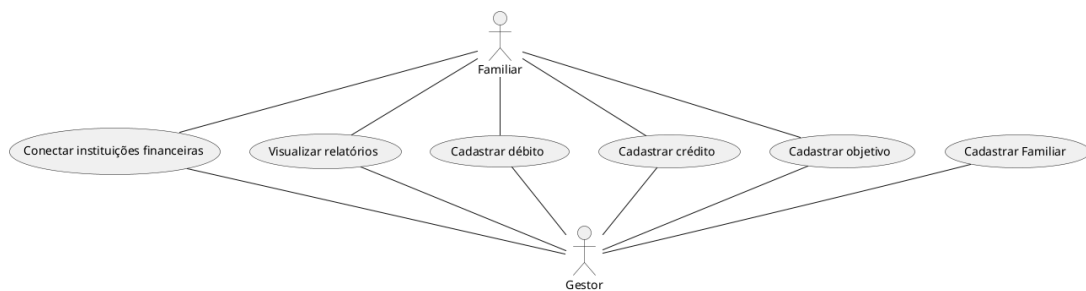 Familiar
Conectar instituições financeiras
Visualizar relatórios
Cadastrar débito
Cadastrar crédito
Cadastrar objetivo
Cadastrar Familiar
Gestor